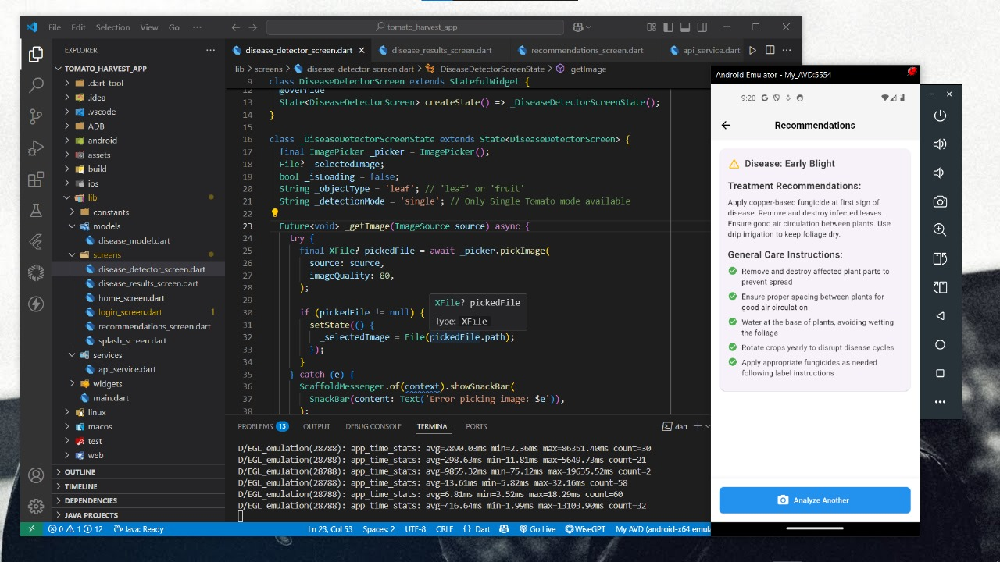 File Edit Selection View Go ··· tomato_harvest_app
EXPLORER ···
TOMATO_HARVEST_APP
.dart_tool
.idea
.vscode
ADB
android
assets
build
ios
lib
constants
models
disease_model.dart
screens
disease_detector_screen.dart
disease_results_screen.dart
home_screen.dart
login_screen.dart 1
recommendations_screen.dart
splash_screen.dart
services
api_service.dart
widgets
main.dart
linux
macos
test
web
OUTLINE
TIMELINE
DEPENDENCIES
JAVA PROJECTS
disease_detector_screen.dart disease_results_screen.dart recommendations_screen.dart api_service.dart
lib > screens > disease_detector_screen.dart > _DiseaseDetectorScreenState > _getImage
9 class DiseaseDetectorScreen extends StatefulWidget {
12 @override
13 State<DiseaseDetectorScreen> createState() => _DiseaseDetectorScreenState();
14 }
15
16 class _DiseaseDetectorScreenState extends State<DiseaseDetectorScreen> {
17 final ImagePicker _picker = ImagePicker();
18 File? _selectedImage;
19 bool _isLoading = false;
20 String _objectType = 'leaf'; // 'leaf' or 'fruit'
21 String _detectionMode = 'single'; // Only Single Tomato mode available
22
23 Future<void> _getImage(ImageSource source) async {
24 try {
25 final XFile? pickedFile = await _picker.pickImage(
26 source: source,
27 imageQuality: 80,
28 );
29
30 if (pickedFile != null) {
31 setState(() {
32 _selectedImage = File(pickedFile.path);
33 });
34 }
35 } catch (e) {
36 ScaffoldMessenger.of(context).showSnackBar(
37 SnackBar(content: Text('Error picking image: $e')),
38 );
XFile? pickedFile
Type: XFile
PROBLEMS 13 OUTPUT DEBUG CONSOLE TERMINAL PORTS dart
D/EGL_emulation(28788): app_time_stats: avg=2890.03ms min=2.36ms max=86351.40ms count=30
D/EGL_emulation(28788): app_time_stats: avg=298.63ms min=11.81ms max=5649.73ms count=21
D/EGL_emulation(28788): app_time_stats: avg=9855.32ms min=75.12ms max=19635.52ms count=2
D/EGL_emulation(28788): app_time_stats: avg=13.61ms min=5.82ms max=32.16ms count=58
D/EGL_emulation(28788): app_time_stats: avg=6.81ms min=3.52ms max=18.29ms count=60
D/EGL_emulation(28788): app_time_stats: avg=416.64ms min=1.99ms max=13103.90ms count=32
0 1 12 Java: Ready Ln 23, Col 53 Spaces: 2 UTF-8 CRLF {} Dart Go Live WiseGPT My AVD (android-x64 emula
Android Emulator - My_AVD:5554
9:20 G
Recommendations
Disease: Early Blight
Treatment Recommendations:
Apply copper-based fungicide at first sign of
disease. Remove and destroy infected leaves.
Ensure good air circulation between plants. Use
drip irrigation to keep foliage dry.
General Care Instructions:
Remove and destroy affected plant parts to
prevent spread
Ensure proper spacing between plants for
good air circulation
Water at the base of plants, avoiding wetting
the foliage
Rotate crops yearly to disrupt disease cycles
Apply appropriate fungicides as needed
following label instructions
Analyze Another